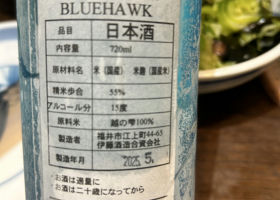 BLUEHAWK
品目 日本酒
内容量 720ml
原材料名 米(国産) 米麹(国産米)
精米歩合 55%
アルコール分 15度
原料米 越の雫100%
製造者 福井市江上町44-65
伊藤酒造合資会社
製造年月 2025.5
お酒は適量に
お酒は二十歳になってから